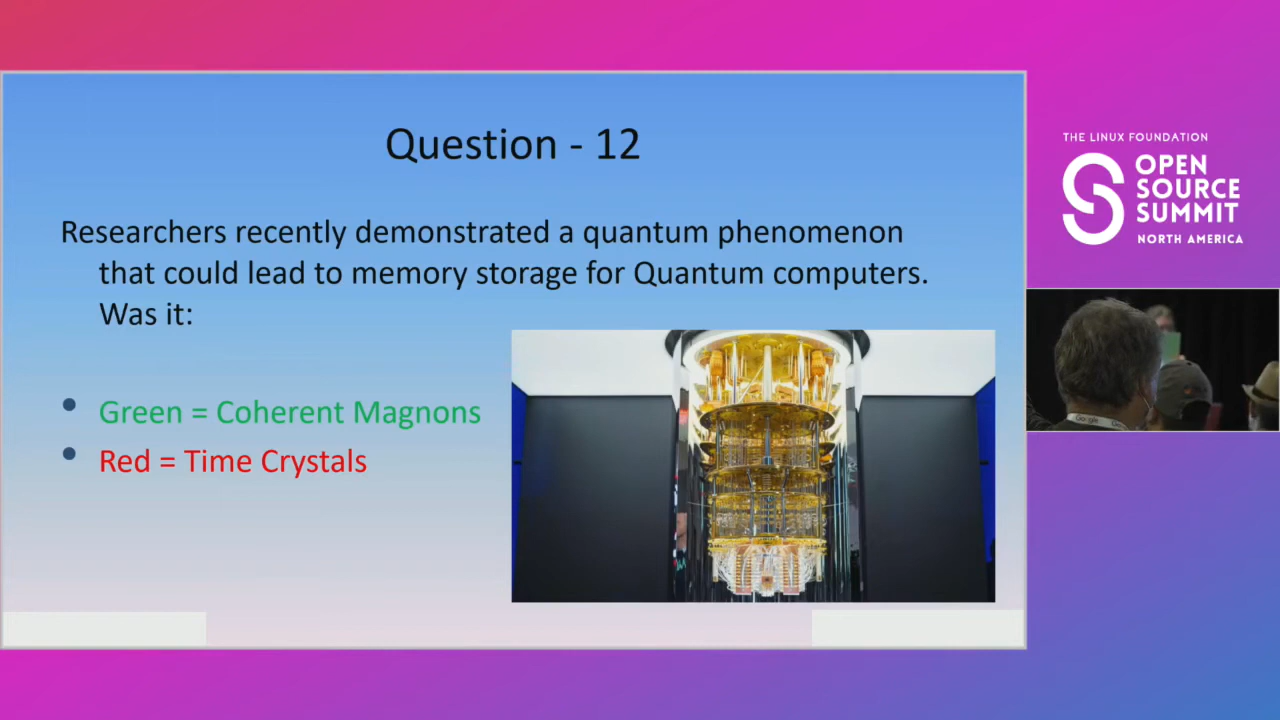 Question - 12
Researchers recently demonstrated a quantum phenomenon
that could lead to memory storage for Quantum computers.
Was it:
Green = Coherent Magnons
Red = Time Crystals
THE LINUX FOUNDATION
OPEN
SOURCE
SUMMIT
NORTH AMERICA
Google